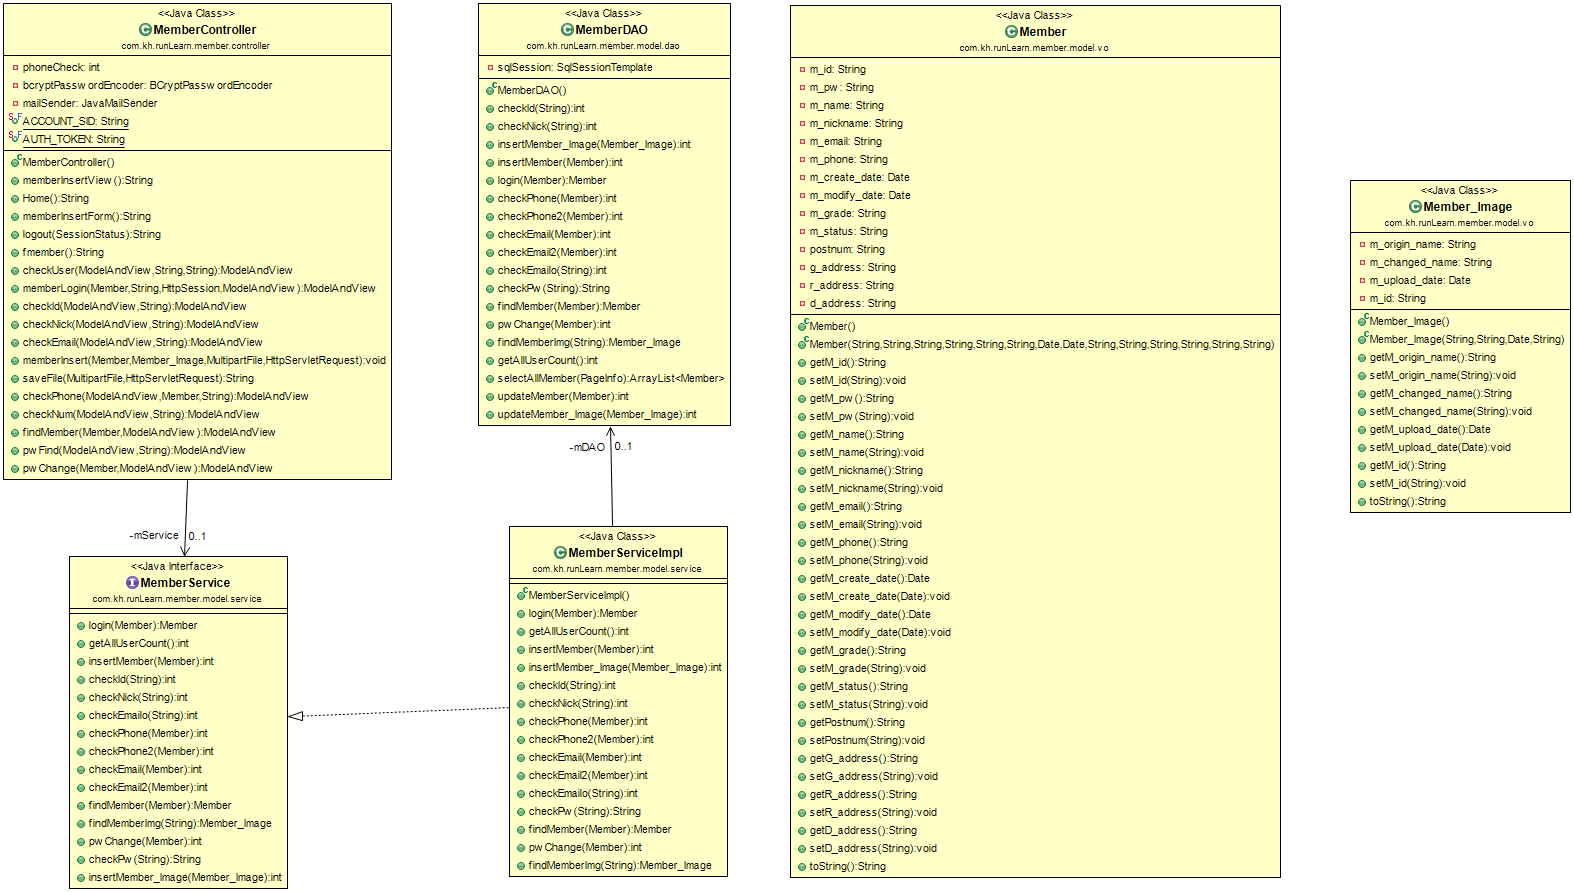 <<Java Class>>
MemberController
com.kh.runLearn.member.controller
phoneCheck: int
bcryptPasswordEncoder: BCryptPasswordEncoder
mailSender: JavaMailSender
ACCOUNT_SID: String
AUTH_TOKEN: String
MemberController()
memberInsertView():String
Home():String
memberInsertForm():String
logout(SessionStatus):String
fmember():String
checkUser(ModelAndView,String,String):ModelAndView
memberLogin(Member,String,HttpSession,ModelAndView):ModelAndView
checkId(ModelAndView,String):ModelAndView
checkNick(ModelAndView,String):ModelAndView
checkEmail(ModelAndView,String):ModelAndView
memberInsert(Member,Member_Image,MultipartFile,HttpServletRequest):void
saveFile(MultipartFile,HttpServletRequest):String
checkPhone(ModelAndView,Member,String):ModelAndView
checkNum(ModelAndView,String):ModelAndView
findMember(Member,ModelAndView):ModelAndView
pwFind(ModelAndView,String):ModelAndView
pwChange(Member,ModelAndView):ModelAndView
-mService 0..1
<<Java Interface>>
MemberService
com.kh.runLearn.member.model.service
login(Member):Member
getAllUserCount():int
insertMember(Member):int
checkId(String):int
checkNick(String):int
checkEmailo(String):int
checkPhone(Member):int
checkPhone2(Member):int
checkEmail(Member):int
checkEmail2(Member):int
findMember(Member):Member
findMemberImg(String):Member_Image
pwChange(Member):int
checkPw(String):String
insertMember_Image(Member_Image):int
<<Java Class>>
MemberDAO
com.kh.runLearn.member.model.dao
sqlSession: SqlSessionTemplate
MemberDAO()
checkId(String):int
checkNick(String):int
insertMember_Image(Member_Image):int
insertMember(Member):int
login(Member):Member
checkPhone(Member):int
checkPhone2(Member):int
checkEmail(Member):int
checkEmail2(Member):int
checkEmailo(String):int
checkPw(String):String
findMember(Member):Member
pwChange(Member):int
findMemberImg(String):Member_Image
getAllUserCount():int
selectAllMember(PageInfo):ArrayList<Member>
updateMember(Member):int
updateMember_Image(Member_Image):int
-mDAO 0..1
<<Java Class>>
MemberServiceImpl
com.kh.runLearn.member.model.service
MemberServiceImpl()
login(Member):Member
getAllUserCount():int
insertMember(Member):int
insertMember_Image(Member_Image):int
checkId(String):int
checkNick(String):int
checkPhone(Member):int
checkPhone2(Member):int
checkEmail(Member):int
checkEmail2(Member):int
checkEmailo(String):int
checkPw(String):String
findMember(Member):Member
pwChange(Member):int
findMemberImg(String):Member_Image
<<Java Class>>
Member
com.kh.runLearn.member.model.vo
m_id: String
m_pw: String
m_name: String
m_nickname: String
m_email: String
m_phone: String
m_create_date: Date
m_modify_date: Date
m_grade: String
m_status: String
postnum: String
g_address: String
r_address: String
d_address: String
Member()
Member(String,String,String,String,String,String,Date,Date,String,String,String,String,String,String)
getM_id():String
setM_id(String):void
getM_pw():String
setM_pw(String):void
getM_name():String
setM_name(String):void
getM_nickname():String
setM_nickname(String):void
getM_email():String
setM_email(String):void
getM_phone():String
setM_phone(String):void
getM_create_date():Date
setM_create_date(Date):void
getM_modify_date():Date
setM_modify_date(Date):void
getM_grade():String
setM_grade(String):void
getM_status():String
setM_status(String):void
getPostnum():String
setPostnum(String):void
getG_address():String
setG_address(String):void
getR_address():String
setR_address(String):void
getD_address():String
setD_address(String):void
toString():String
<<Java Class>>
Member_Image
com.kh.runLearn.member.model.vo
m_origin_name: String
m_changed_name: String
m_upload_date: Date
m_id: String
Member_Image()
Member_Image(String,String,Date,String)
getM_origin_name():String
setM_origin_name(String):void
getM_changed_name():String
setM_changed_name(String):void
getM_upload_date():Date
setM_upload_date(Date):void
getM_id():String
setM_id(String):void
toString():String